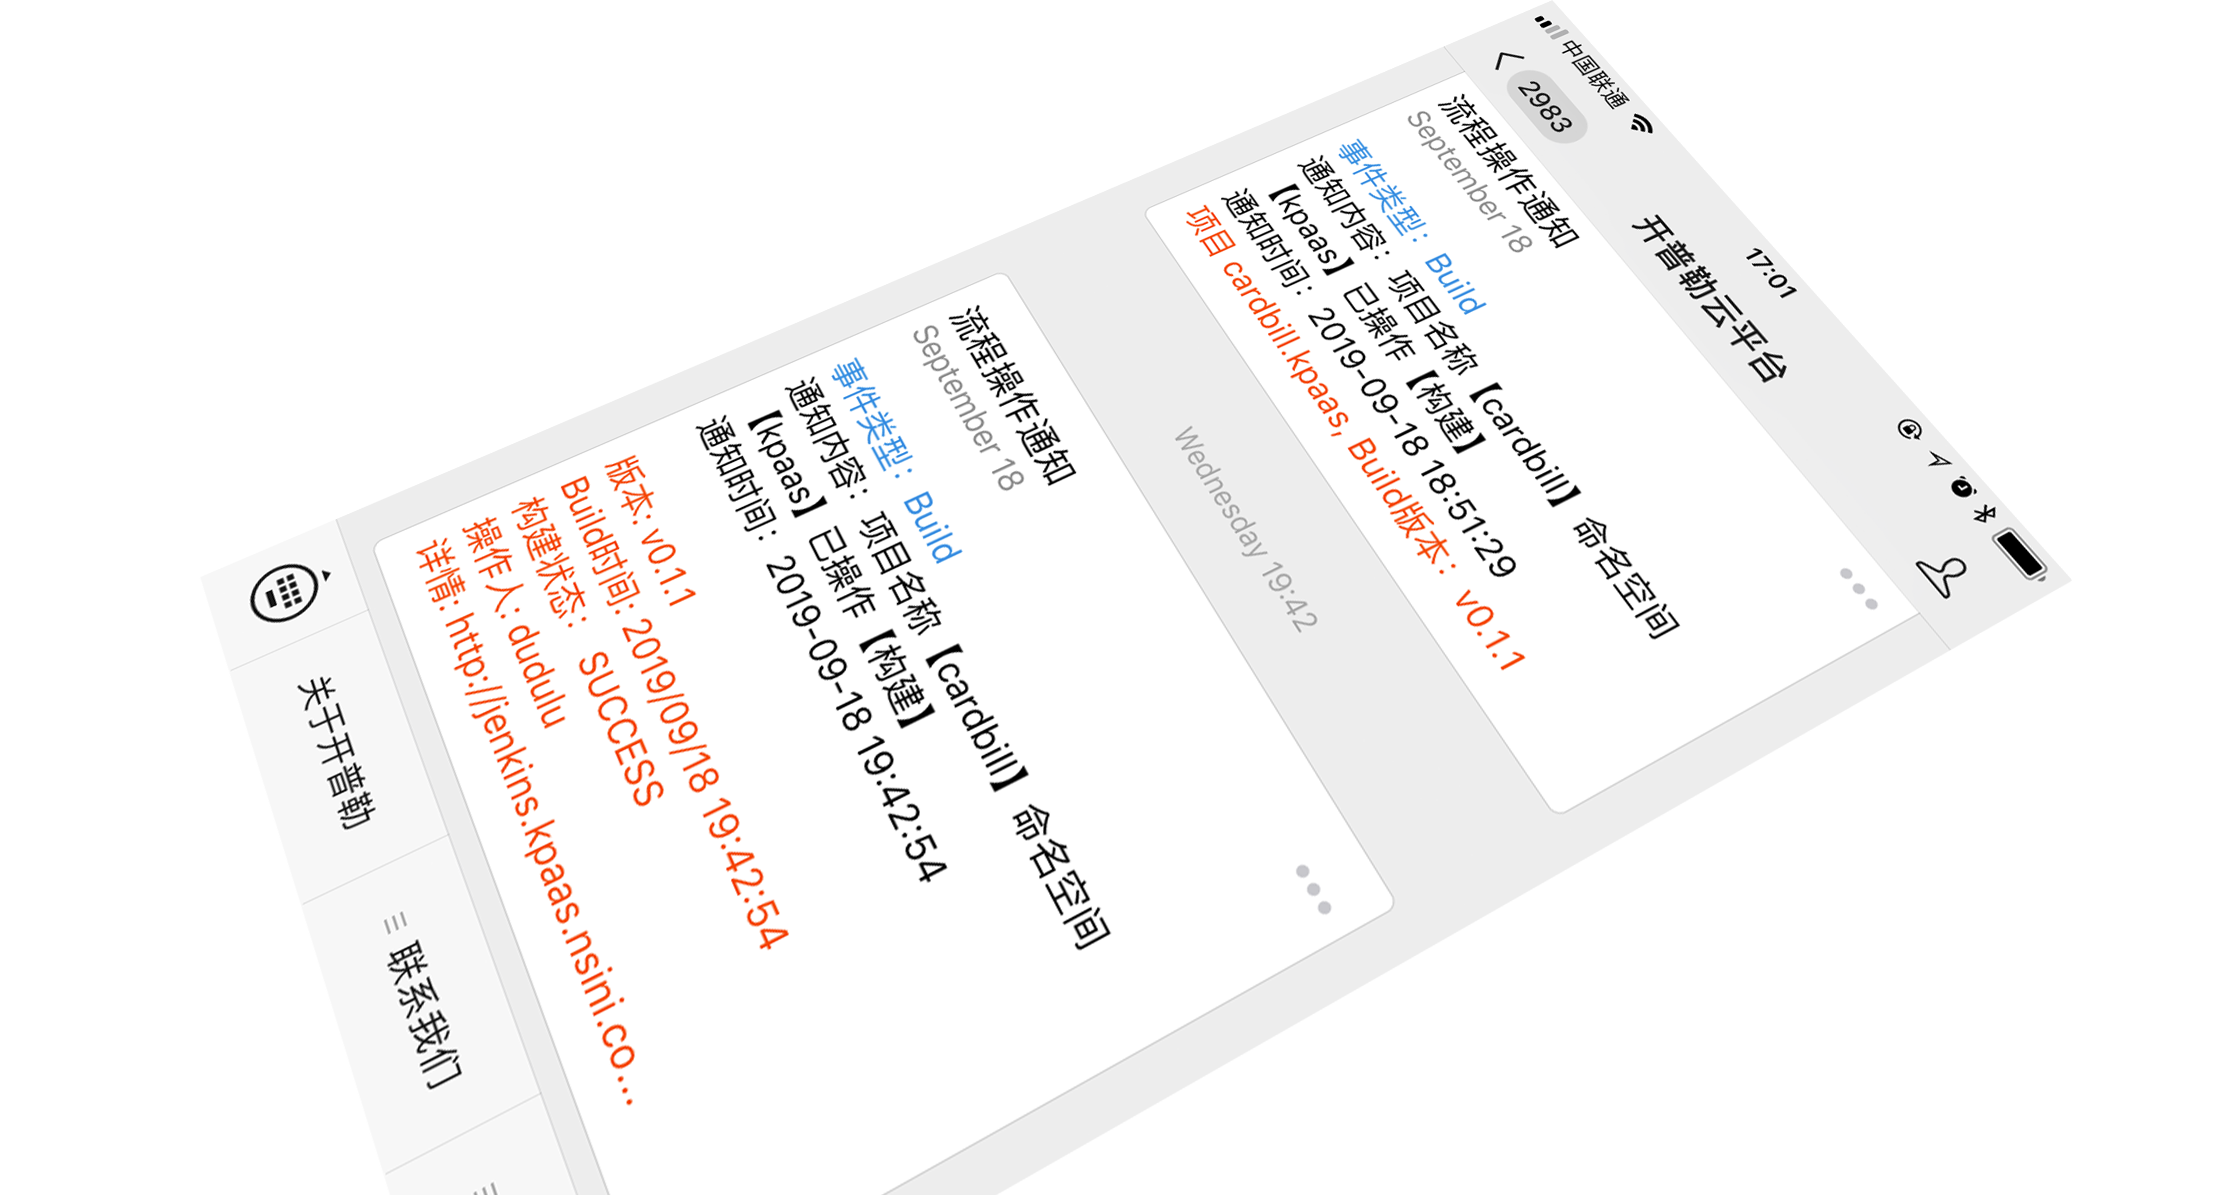 中国联通
17:01
2983
开普勒云平台
流程操作通知
September 18
事件类型：Build
通知内容：项目名称【cardbill】命名空间
【kpaas】已操作【构建】
通知时间：2019-09-18 18:51:29
项目 cardbill.kpaas, Build版本：v0.1.1
Wednesday 19:42
流程操作通知
September 18
事件类型：Build
通知内容：项目名称【cardbill】命名空间
【kpaas】已操作【构建】
通知时间：2019-09-18 19:42:54
版本: v0.1.1
Build时间: 2019/09/18 19:42:54
构建状态： SUCCESS
操作人: dudulu
详情: http://jenkins.kpaas.nsini.co...
关于开普勒
联系我们